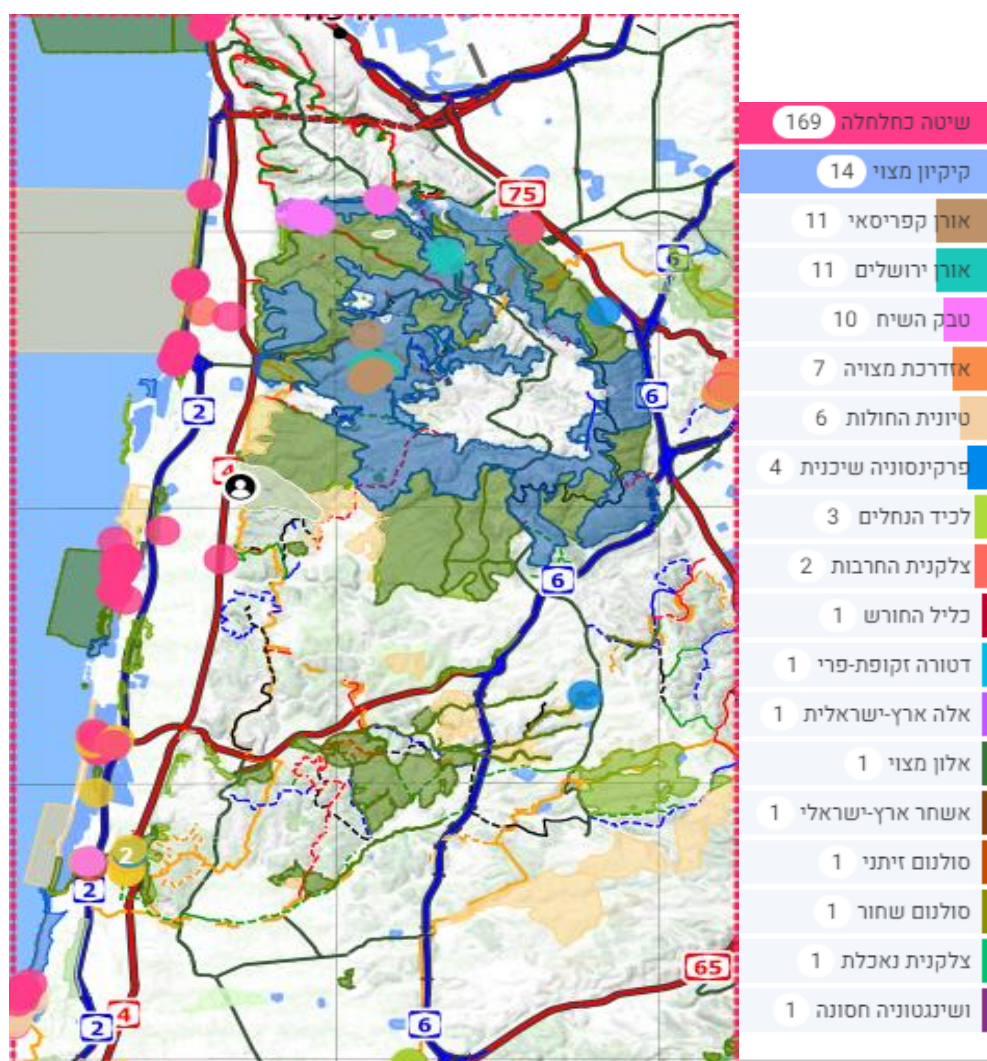 75
6
2
6
4
6
2
2
65
4
2
6
שיטה כחלחלה 169
קיקיון מצוי 14
אורן קפריסאי 11
אורן ירושלים 11
טבק השיח 10
אזדרכת מצויה 7
טיונית החולות 6
פרקינסוניה שיכנית 4
לכיד הנחלים 3
צלקנית החרבות 2
כליל החורש 1
דטורה זקופת-פרי 1
אלה ארץ-ישראלית 1
אלון מצוי 1
אשחר ארץ-ישראלי 1
סולנום זיתני 1
סולנום שחור 1
צלקנית נאכלת 1
ושינגטוניה חסונה 1